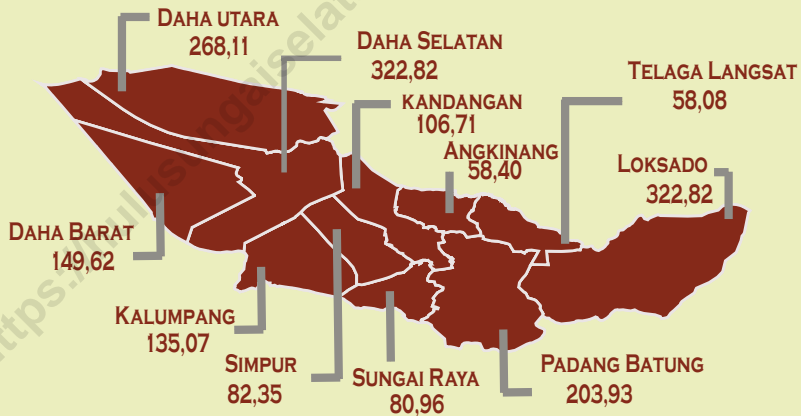 Daha utara
268,11
Daha Selatan
322,82
Telaga Langsat
58,08
kandangan
106,71
Angkinang
58,40
Loksado
322,82
Daha Barat
149,62
Kalumpang
135,07
Simpur
82,35
Sungai Raya
80,96
Padang Batung
203,93
https://hulusungaiselat